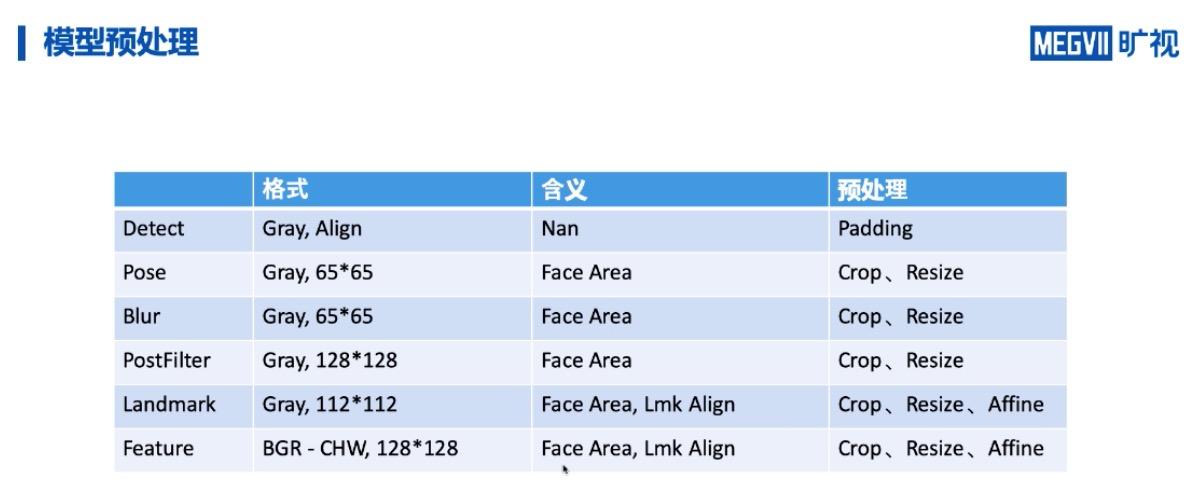 模型预处理
MEGVII 旷视
格式 含义 预处理
Detect Gray, Align Nan Padding
Pose Gray, 65*65 Face Area Crop、Resize
Blur Gray, 65*65 Face Area Crop、Resize
PostFilter Gray, 128*128 Face Area Crop、Resize
Landmark Gray, 112*112 Face Area, Lmk Align Crop、Resize、Affine
Feature BGR - CHW, 128*128 Face Area, Lmk Align Crop、Resize、Affine